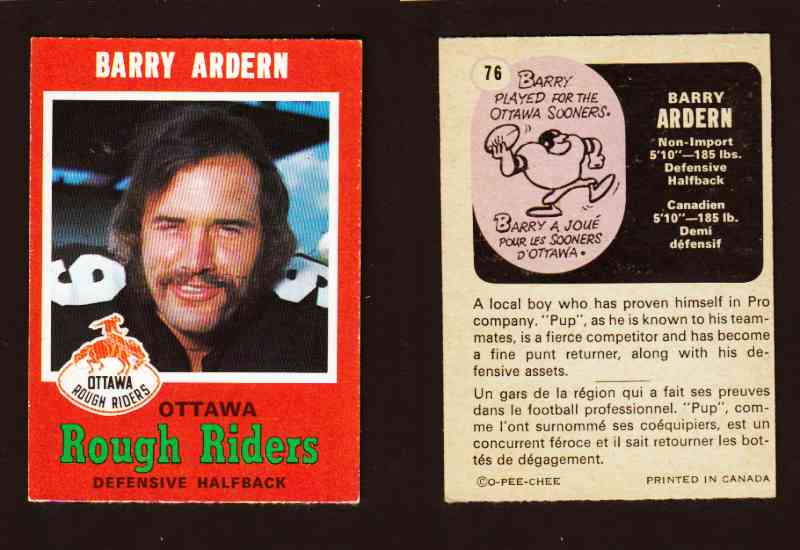 BARRY ARDERN
OTTAWA
ROUGH RIDERS
OTTAWA
Rough Riders
DEFENSIVE HALFBACK
76
BARRY
PLAYED FOR THE
OTTAWA SOONERS.
BARRY A JOUÉ
POUR LES SOONERS
D'OTTAWA.
BARRY
ARDERN
Non-Import
5'10"—185 lbs.
Defensive
Halfback
Canadien
5'10"—185 lb.
Demi
défensif
A local boy who has proven himself in Pro
company. "Pup", as he is known to his team-
mates, is a fierce competitor and has become
a fine punt returner, along with his de-
fensive assets.
Un gars de la région qui a fait ses preuves
dans le football professionnel. "Pup", com-
me l'ont surnommé ses coéquipiers, est un
concurrent féroce et il sait retourner les bot-
tés de dégagement.
©O-PEE-CHEE
PRINTED IN CANADA